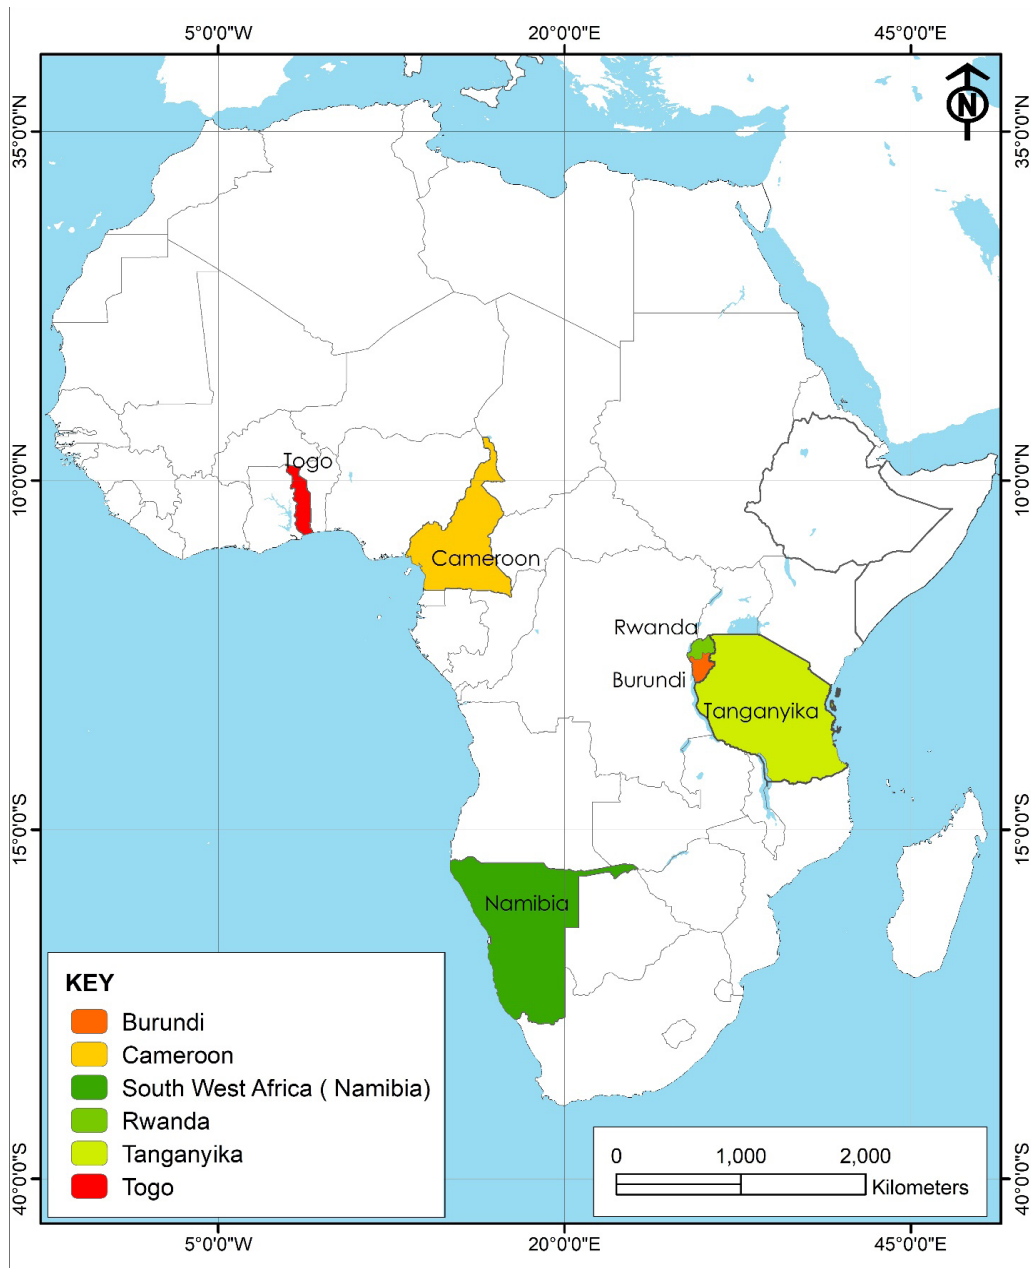 5°0'0"W 20°0'0"E 45°0'0"E
N
35°0'0"N 35°0'0"N
Togo
10°0'0"N 10°0'0"N
Cameroon
Rwanda
Burundi
Tanganyika
15°0'0"S 15°0'0"S
Namibia
KEY
Burundi
Cameroon
South West Africa ( Namibia)
Rwanda
Tanganyika
Togo
0 1,000 2,000
Kilometers
40°0'0"S 40°0'0"S
5°0'0"W 20°0'0"E 45°0'0"E